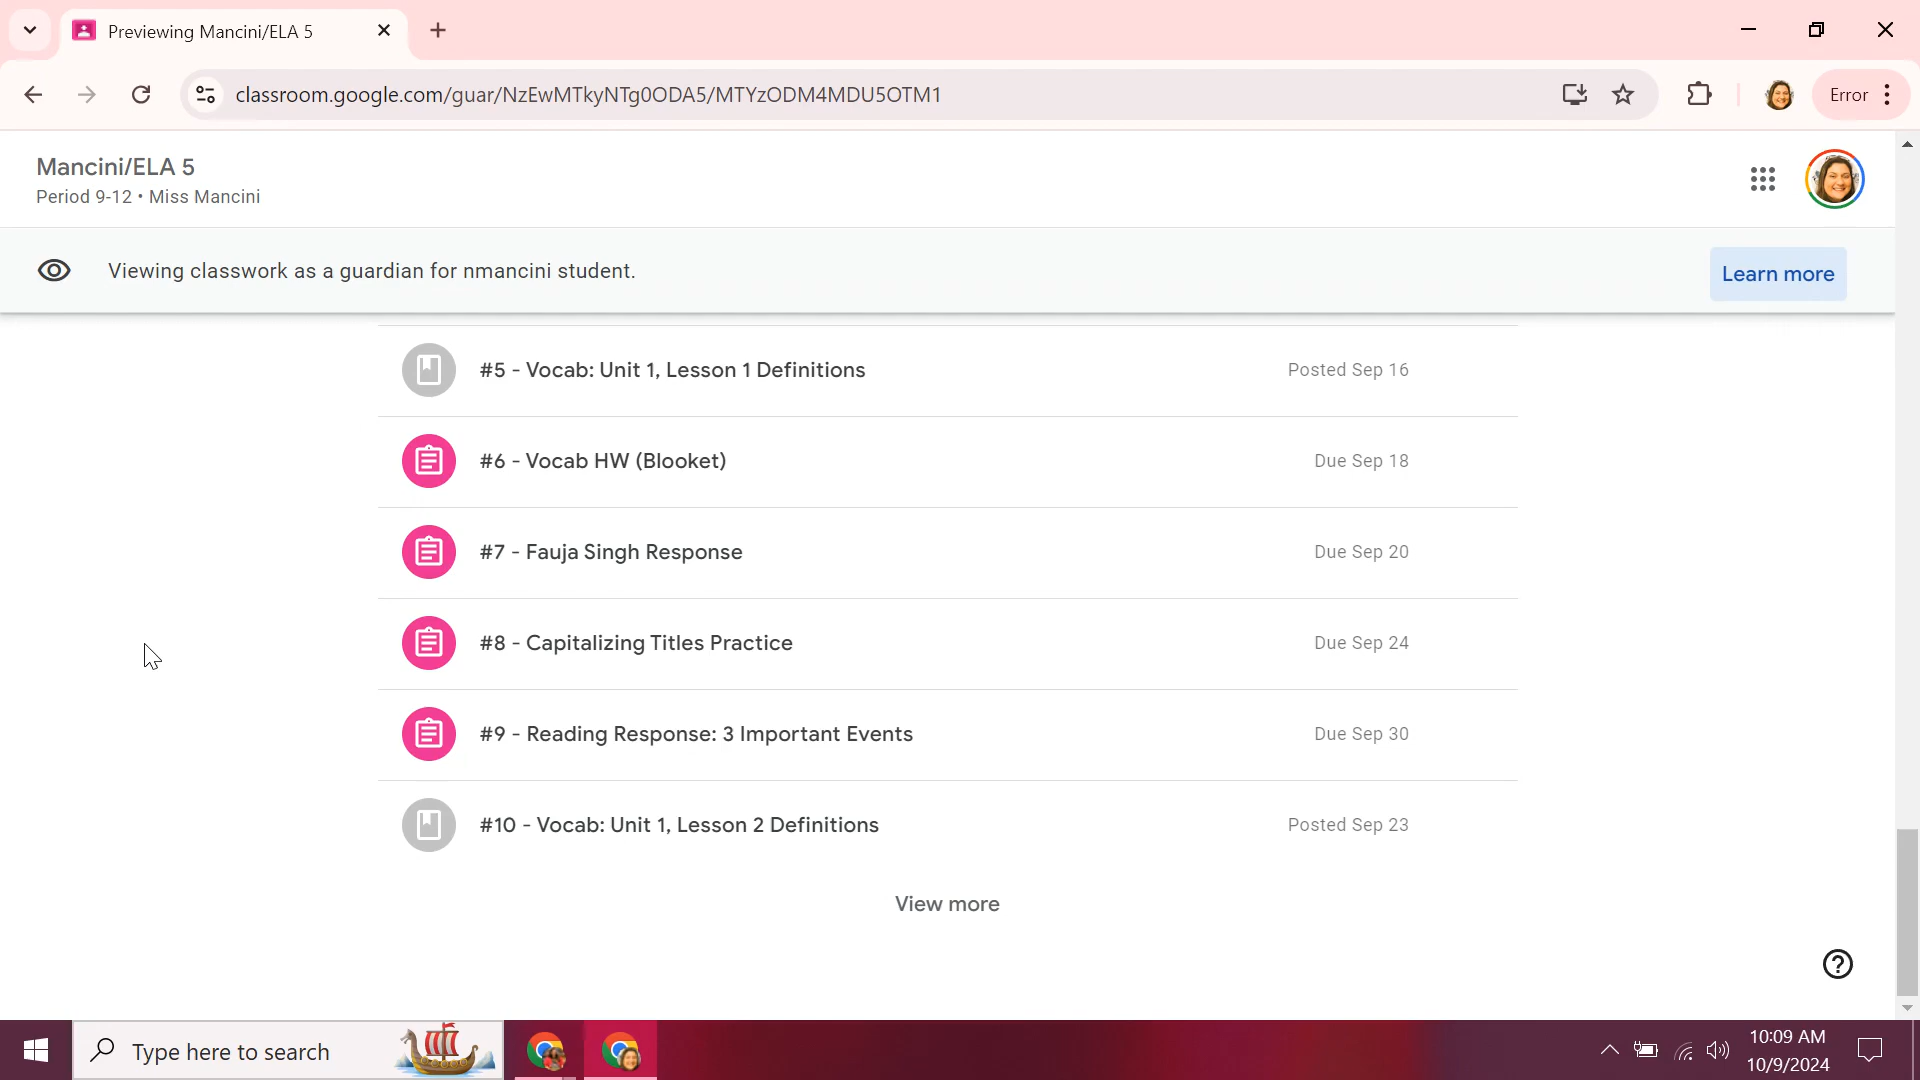 Previewing Mancini/ELA 5
classroom.google.com/guar/NzEwMTkyNTg0ODA5/MTYzODM4MDU5OTM1
Error
Mancini/ELA 5
Period 9-12 • Miss Mancini
Viewing classwork as a guardian for nmancini student.
Learn more
#5 - Vocab: Unit 1, Lesson 1 Definitions
Posted Sep 16
#6 - Vocab HW (Blooket)
Due Sep 18
#7 - Fauja Singh Response
Due Sep 20
#8 - Capitalizing Titles Practice
Due Sep 24
#9 - Reading Response: 3 Important Events
Due Sep 30
#10 - Vocab: Unit 1, Lesson 2 Definitions
Posted Sep 23
View more
Type here to search
10:09 AM
10/9/2024